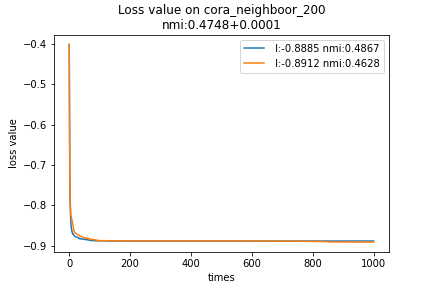 Loss value on cora_neighboor_200
nmi:0.4748+0.0001
l:-0.8885 nmi:0.4867
l:-0.8912 nmi:0.4628
loss value
−0.4
−0.5
−0.6
−0.7
−0.8
−0.9
0 200 400 600 800 1000
times